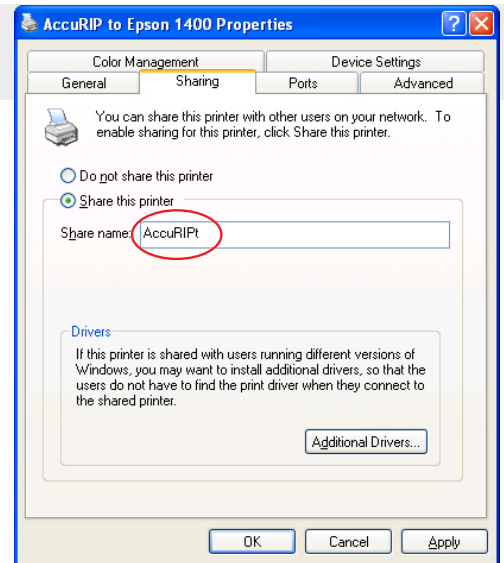 AccuRIP to Epson 1400 Properties
Color Management Device Settings
General Sharing Ports Advanced
You can share this printer with other users on your network. To
enable sharing for this printer, click Share this printer.
Do not share this printer
Share this printer
Share name: AccuRIPt
Drivers
If this printer is shared with users running different versions of
Windows, you may want to install additional drivers, so that the
users do not have to find the print driver when they connect to
the shared printer.
Additional Drivers...
OK Cancel Apply